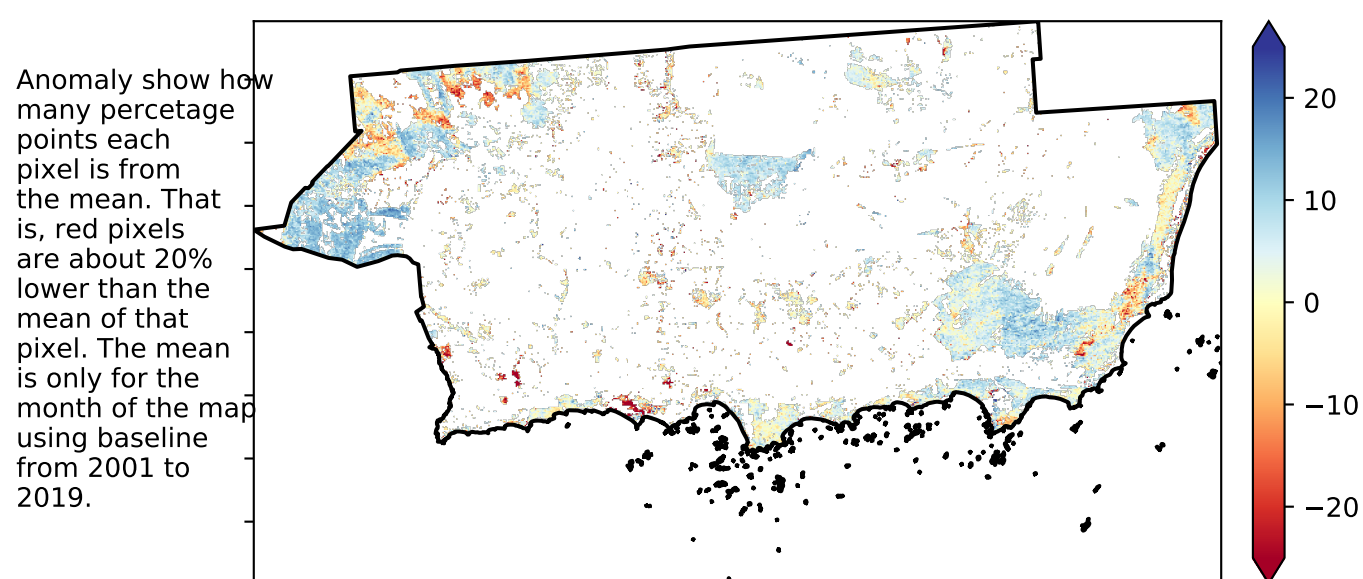 Anomaly show how
many percetage
points each
pixel is from
the mean. That
is, red pixels
are about 20%
lower than the
mean of that
pixel. The mean
is only for the
month of the map
using baseline
from 2001 to
2019.
20
10
0
−10
−20